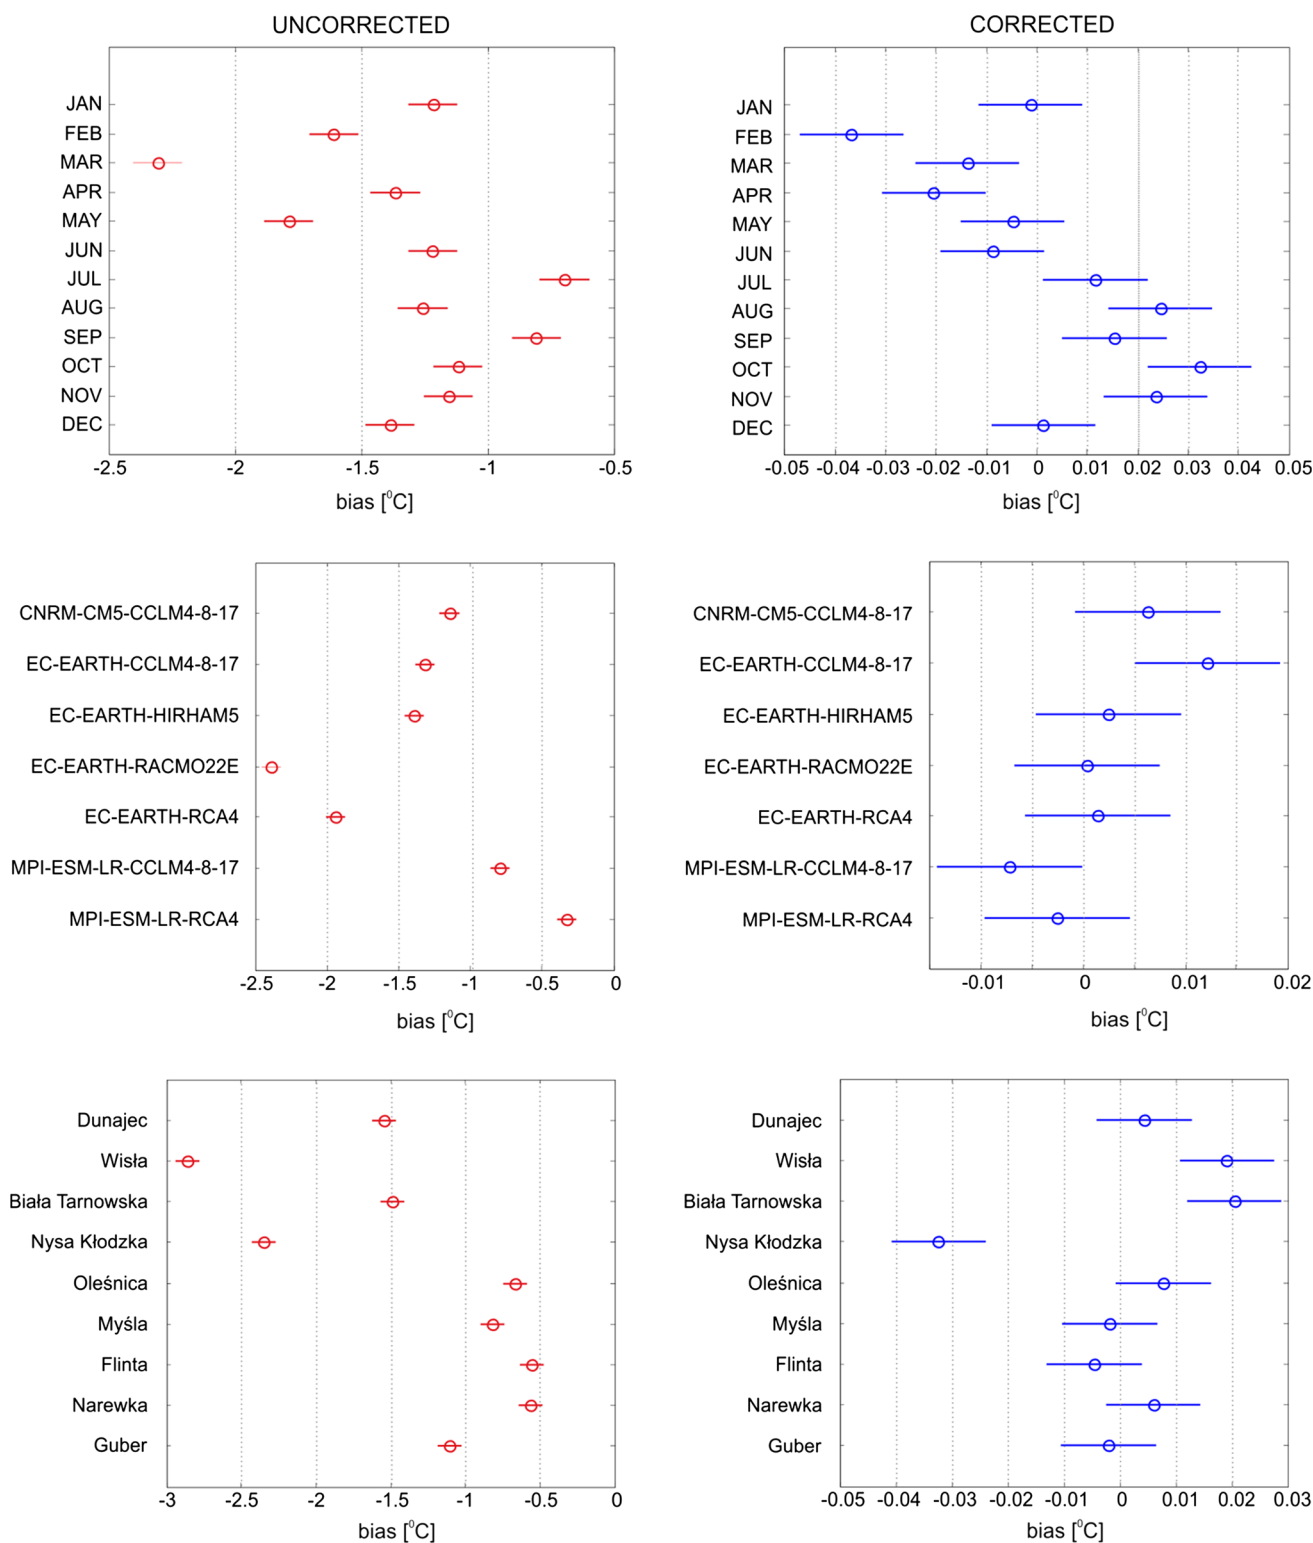 UNCORRECTED
JAN
FEB
MAR
APR
MAY
JUN
JUL
AUG
SEP
OCT
NOV
DEC
-2.5 -2 -1.5 -1 -0.5
bias [⁰C]
CORRECTED
JAN
FEB
MAR
APR
MAY
JUN
JUL
AUG
SEP
OCT
NOV
DEC
-0.05 -0.04 -0.03 -0.02 -0.01 0 0.01 0.02 0.03 0.04 0.05
bias [⁰C]
CNRM-CM5-CCLM4-8-17
EC-EARTH-CCLM4-8-17
EC-EARTH-HIRHAM5
EC-EARTH-RACMO22E
EC-EARTH-RCA4
MPI-ESM-LR-CCLM4-8-17
MPI-ESM-LR-RCA4
-2.5 -2 -1.5 -1 -0.5 0
bias [⁰C]
CNRM-CM5-CCLM4-8-17
EC-EARTH-CCLM4-8-17
EC-EARTH-HIRHAM5
EC-EARTH-RACMO22E
EC-EARTH-RCA4
MPI-ESM-LR-CCLM4-8-17
MPI-ESM-LR-RCA4
-0.01 0 0.01 0.02
bias [⁰C]
Dunajec
Wisła
Biała Tarnowska
Nysa Kłodzka
Oleśnica
Myśla
Flinta
Narewka
Guber
-3 -2.5 -2 -1.5 -1 -0.5 0
bias [⁰C]
Dunajec
Wisła
Biała Tarnowska
Nysa Kłodzka
Oleśnica
Myśla
Flinta
Narewka
Guber
-0.05 -0.04 -0.03 -0.02 -0.01 0 0.01 0.02 0.03
bias [⁰C]